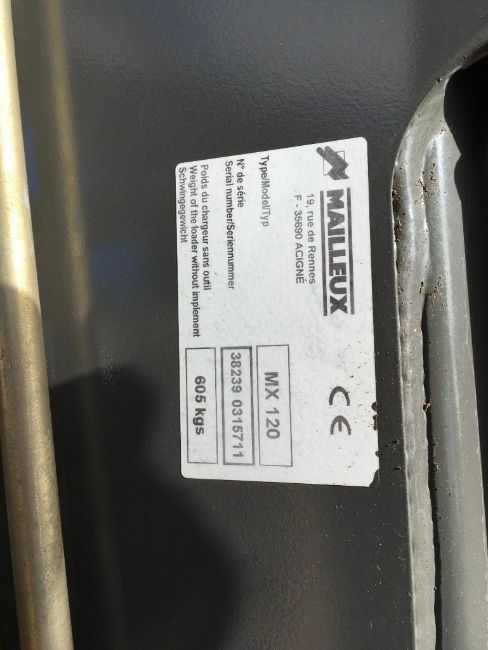 MAILLEUX
19, rue de Rennes
F - 35690 ACIGNÉ
CE
Type/Model/Typ
MX 120
N° de série
Serial number/Seriennummer
38239 0315711
Poids du chargeur sans outil
Weight of the loader without implement
Schwingegewicht
605 kgs